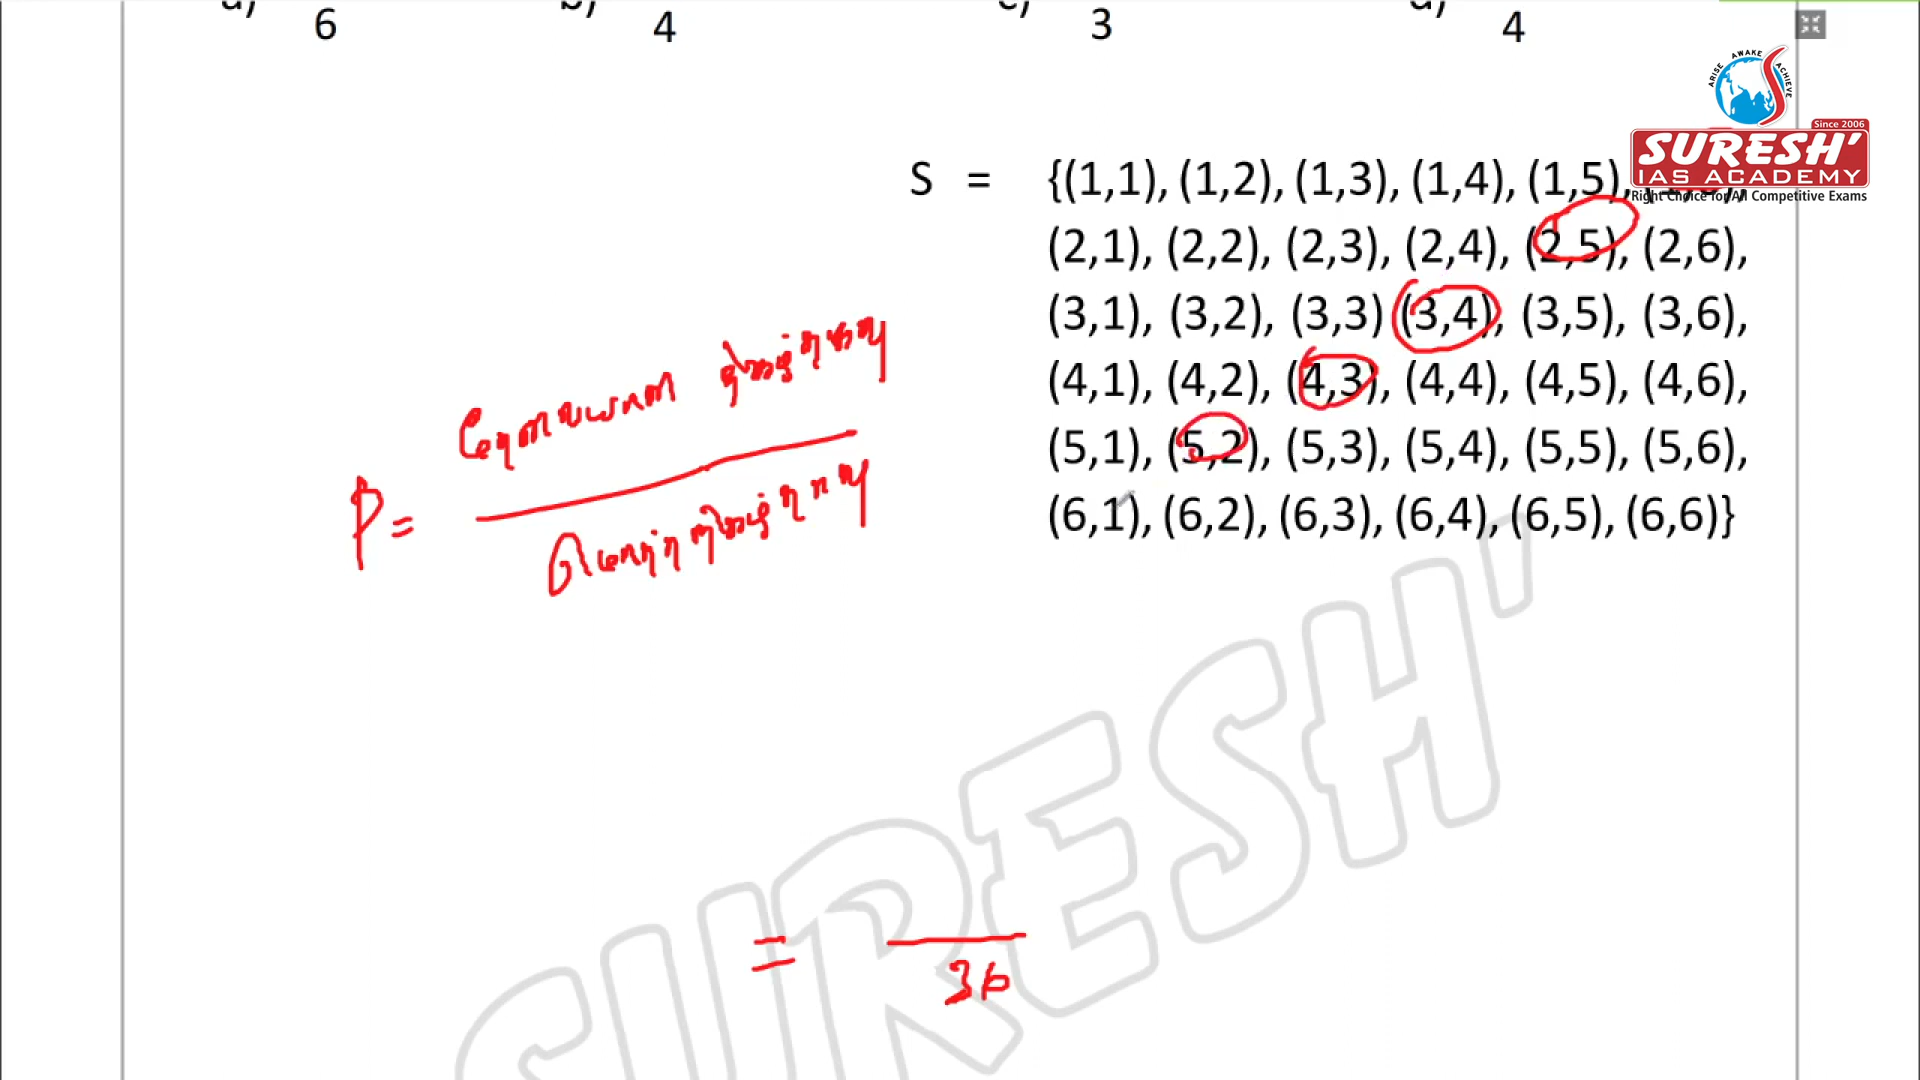 a) b) c) d)
6 4 3 4
ARISE AWAKE ACHIEVE
Since 2006
SURESH'
IAS ACADEMY
Right Choice for All Competitive Exams
S = {(1,1), (1,2), (1,3), (1,4), (1,5),
(2,1), (2,2), (2,3), (2,4), (2,5), (2,6),
(3,1), (3,2), (3,3) (3,4), (3,5), (3,6),
(4,1), (4,2), (4,3), (4,4), (4,5), (4,6),
(5,1), (5,2), (5,3), (5,4), (5,5), (5,6),
(6,1), (6,2), (6,3), (6,4), (6,5), (6,6)}
P =
=
36
SURESH'